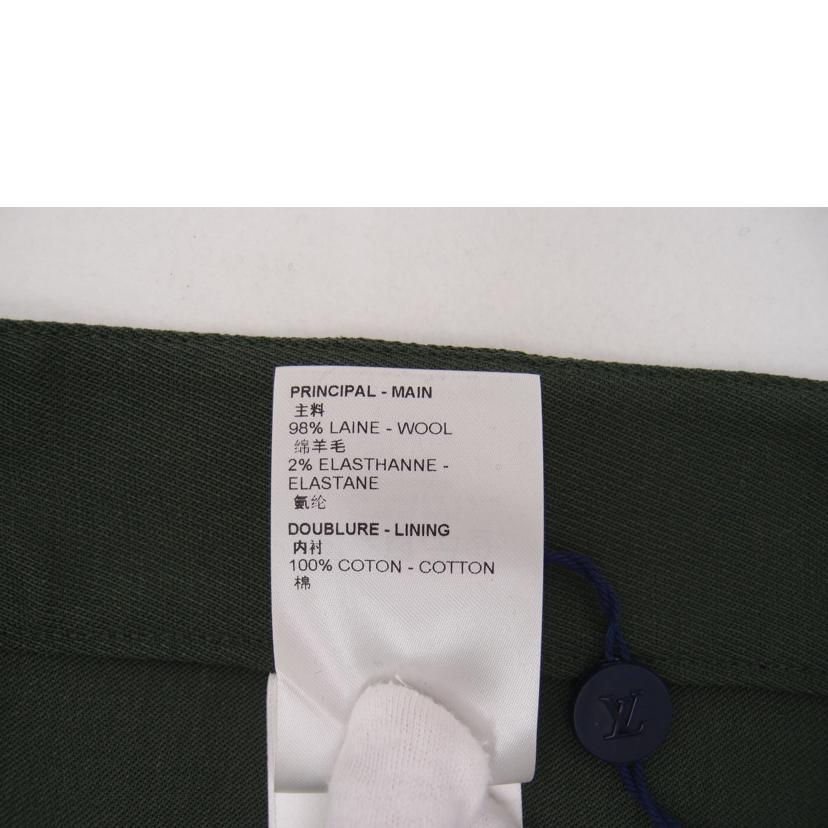 PRINCIPAL - MAIN
主料
98% LAINE - WOOL
绵羊毛
2% ELASTHANNE -
ELASTANE
氨纶
DOUBLURE - LINING
内衬
100% COTON - COTTON
棉
LV